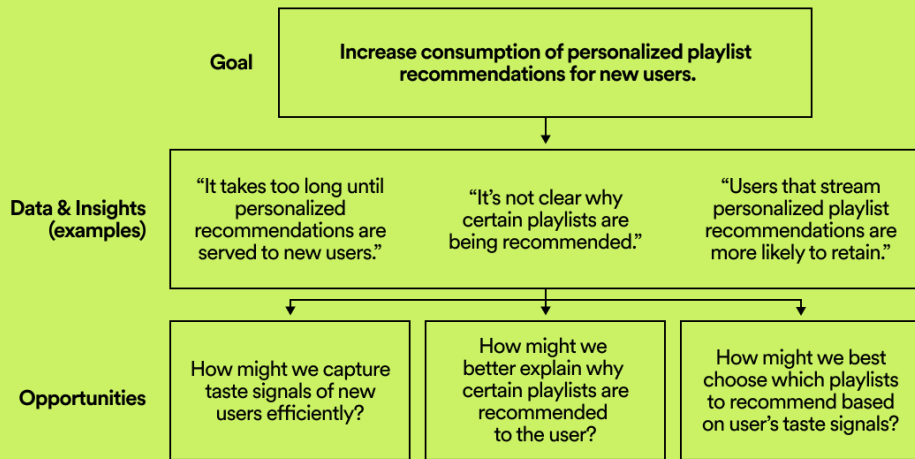 Goal
Increase consumption of personalized playlist
recommendations for new users.
Data & Insights
(examples)
“It takes too long until
personalized
recommendations are
served to new users.”
“It’s not clear why
certain playlists are
being recommended.”
“Users that stream
personalized playlist
recommendations are
more likely to retain.”
Opportunities
How might we capture
taste signals of new
users efficiently?
How might we
better explain why
certain playlists are
recommended
to the user?
How might we best
choose which playlists
to recommend based
on user’s taste signals?